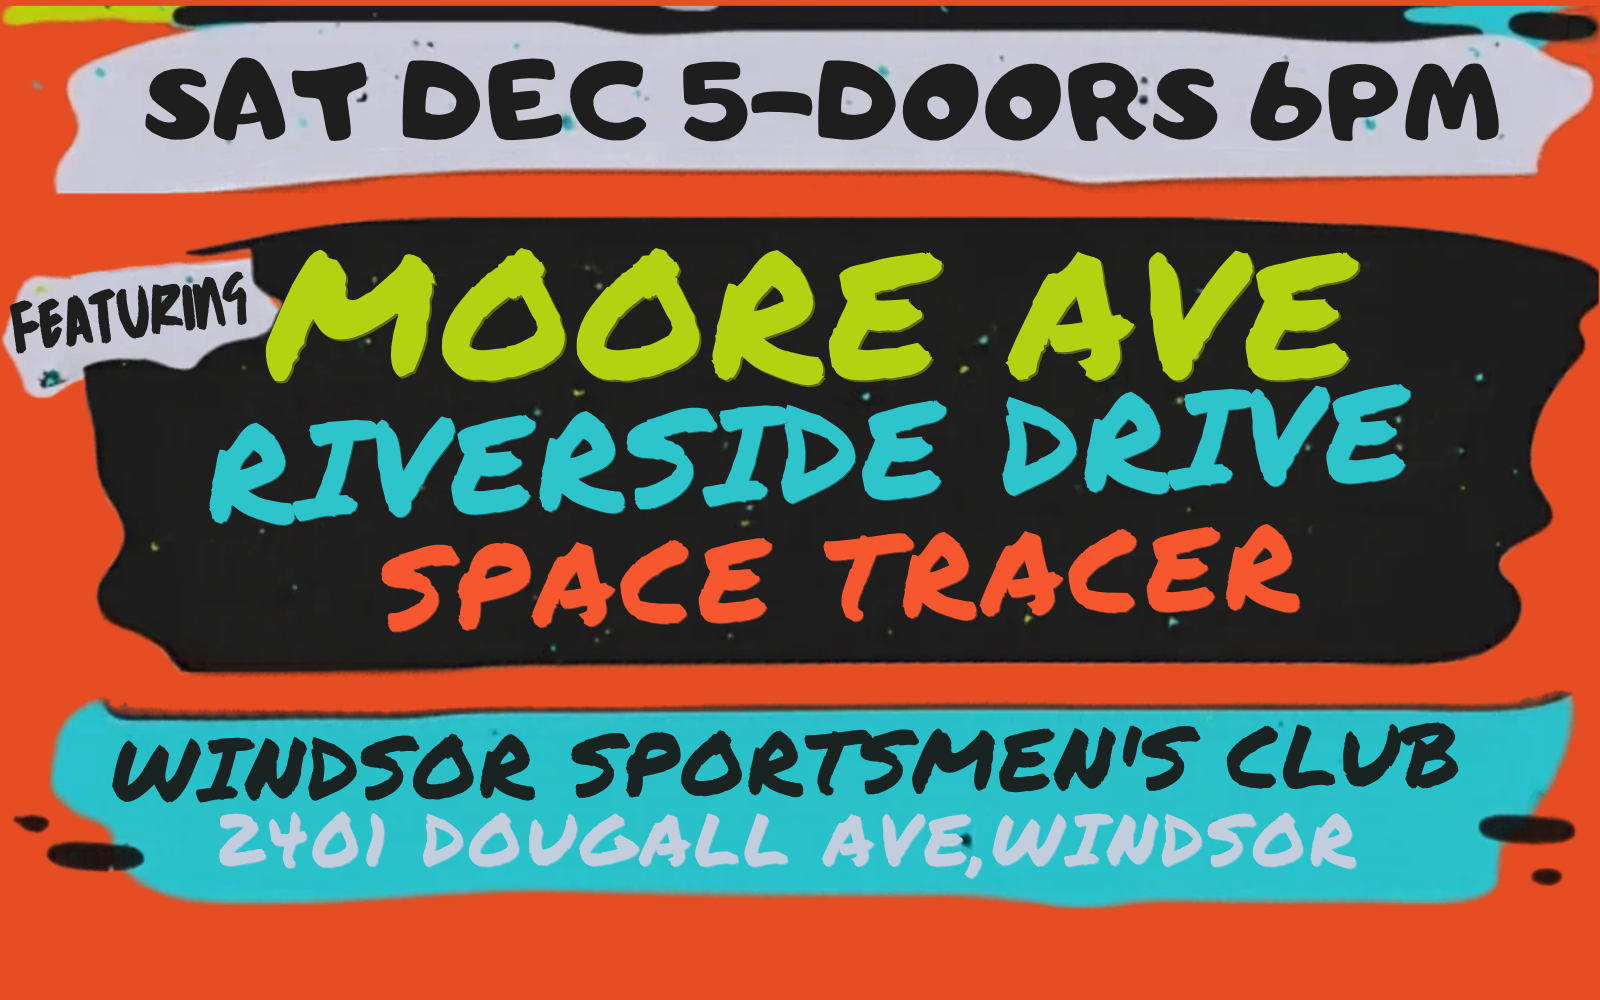 SAT DEC 5-DOORS 6PM
FEATURING
MOORE AVE
RIVERSIDE DRIVE
SPACE TRACER
WINDSOR SPORTSMEN'S CLUB
2401 DOUGALL AVE,WINDSOR